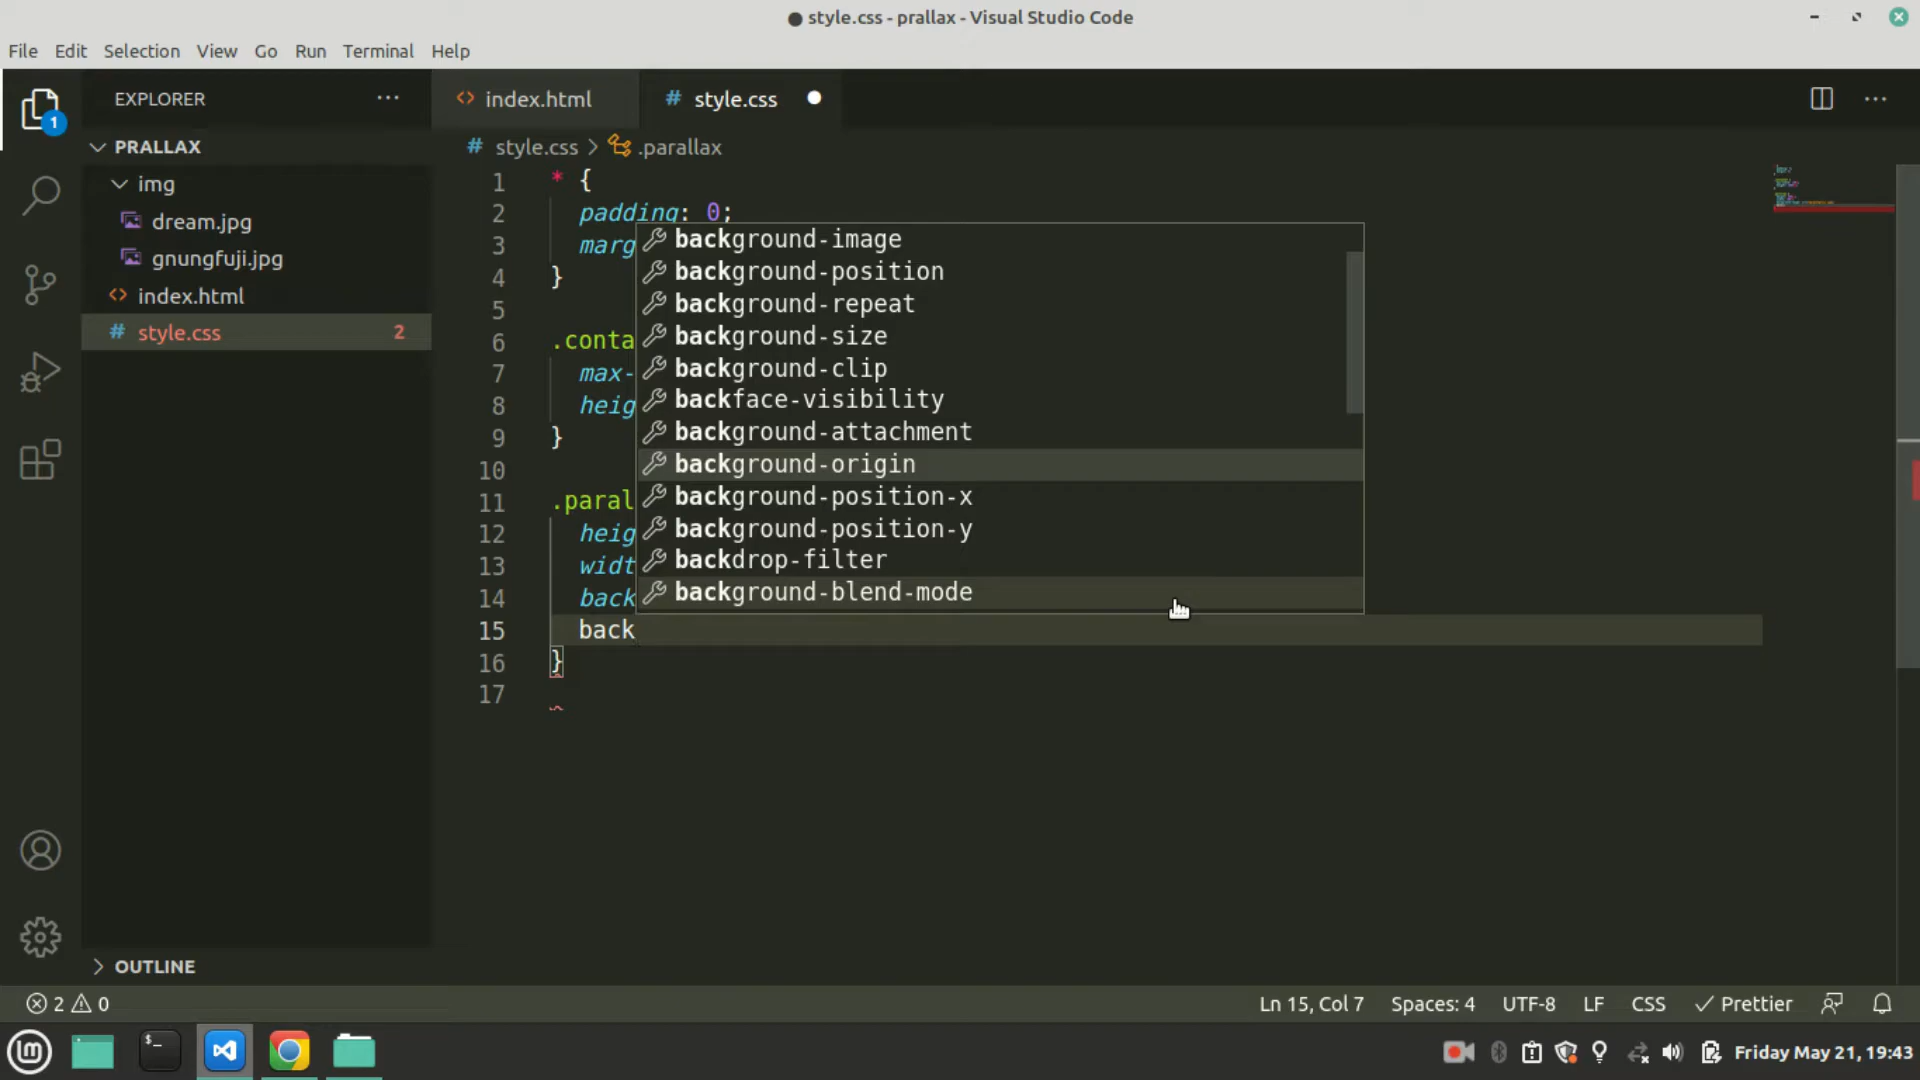 ● style.css - prallax - Visual Studio Code
File Edit Selection View Go Run Terminal Help
1
EXPLORER ···
PRALLAX
img
dream.jpg
gnungfuji.jpg
<> index.html
# style.css 2
OUTLINE
<> index.html
# style.css
# style.css > .parallax
1 * {
2 padding: 0;
3 marg
4 }
5
6 .conta
7 max-
8 heig
9 }
10
11 .paral
12 heig
13 widt
14 back
15 back
16 }
17
background-image
background-position
background-repeat
background-size
background-clip
backface-visibility
background-attachment
background-origin
background-position-x
background-position-y
backdrop-filter
background-blend-mode
2 0 Ln 15, Col 7 Spaces: 4 UTF-8 LF CSS Prettier
Friday May 21, 19:43